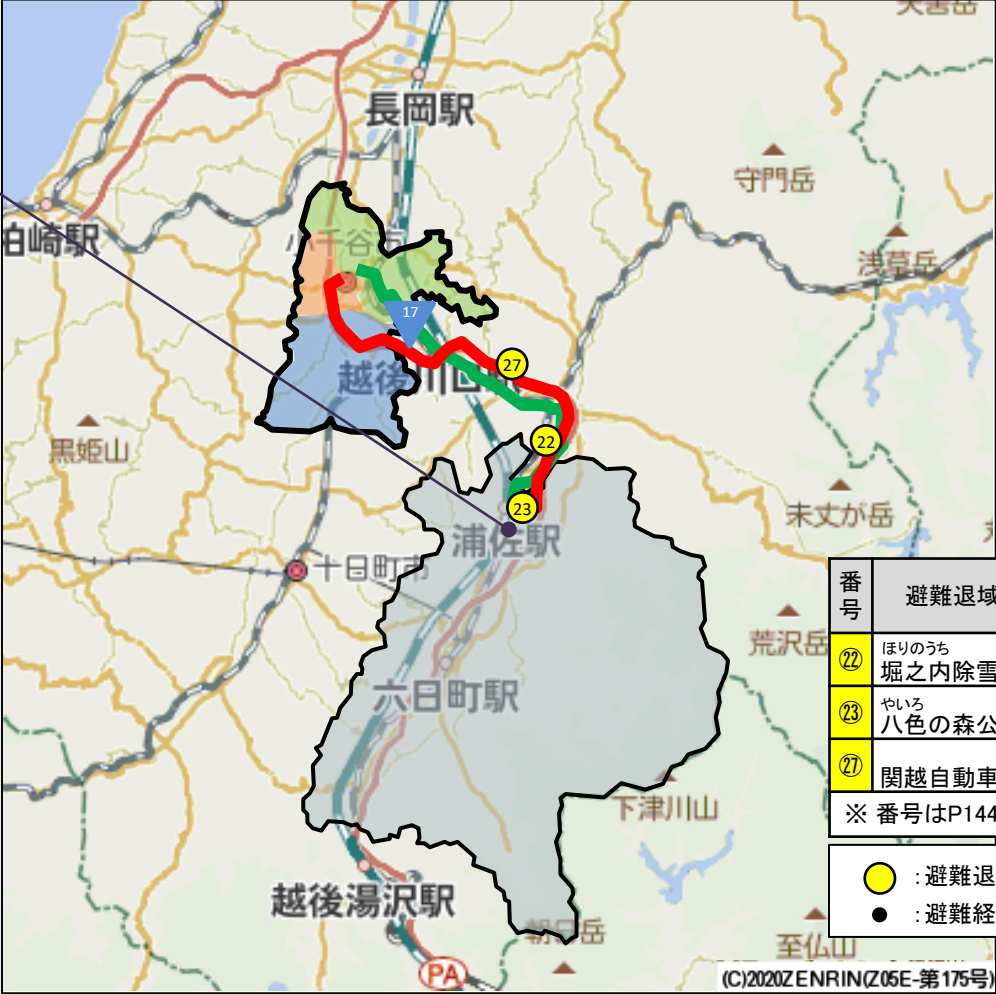 長岡駅
守門岳
柏崎駅
小千谷市
浅草岳
17
27
越後川口駅
22
黒姫山
23
未丈が岳
浦佐駅
十日町市
番号
避難退域
荒沢岳
ほりのうち
㉒ 堀之内除雪
やいろ
㉓ 八色の森公
六日町駅
㉗ 関越自動車
下津川山
※ 番号はP144
:避難退
越後湯沢駅
:避難経
朝日岳
至仏山
PA
(C)2020ZENRIN(Z05E-第175号)